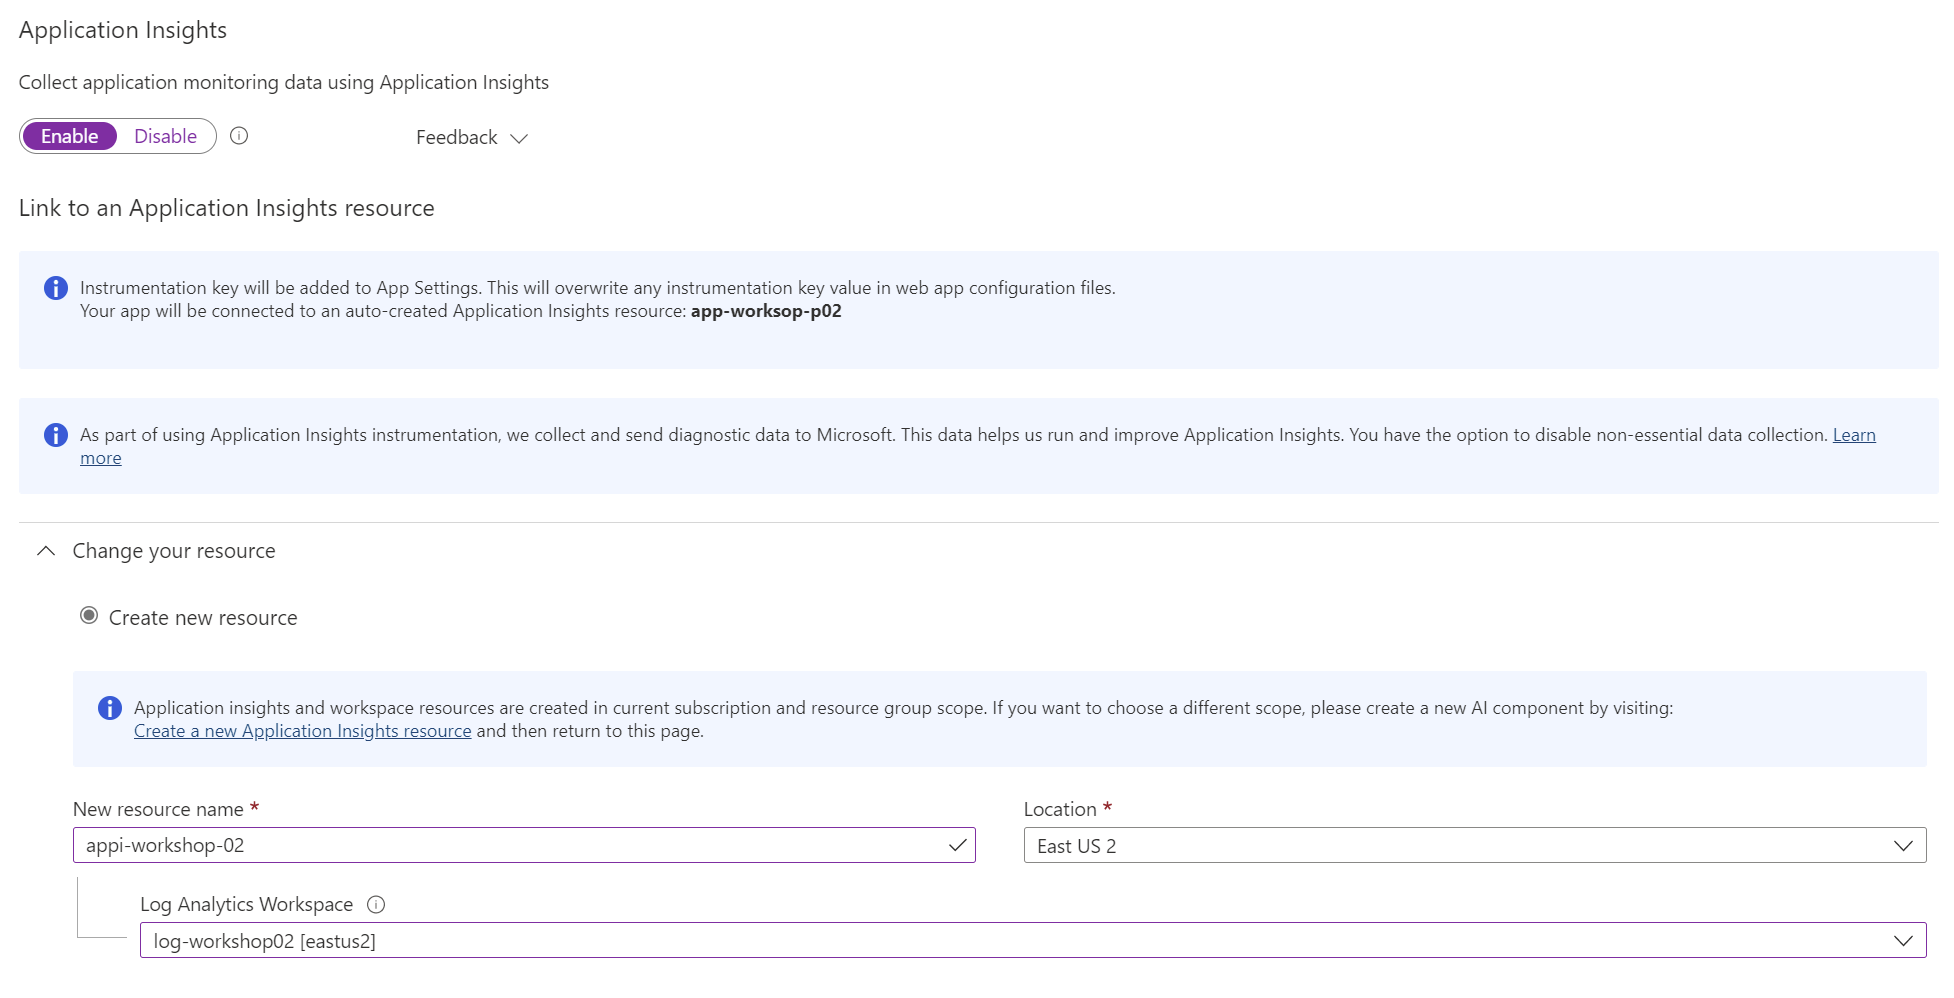 Application Insights
Collect application monitoring data using Application Insights
Enable Disable Feedback
Link to an Application Insights resource
Instrumentation key will be added to App Settings. This will overwrite any instrumentation key value in web app configuration files.
Your app will be connected to an auto-created Application Insights resource: app-worksop-p02
As part of using Application Insights instrumentation, we collect and send diagnostic data to Microsoft. This data helps us run and improve Application Insights. You have the option to disable non-essential data collection. Learn
more
Change your resource
Create new resource
Application insights and workspace resources are created in current subscription and resource group scope. If you want to choose a different scope, please create a new AI component by visiting:
Create a new Application Insights resource and then return to this page.
New resource name * Location *
appi-workshop-02 East US 2
Log Analytics Workspace
log-workshop02 [eastus2]